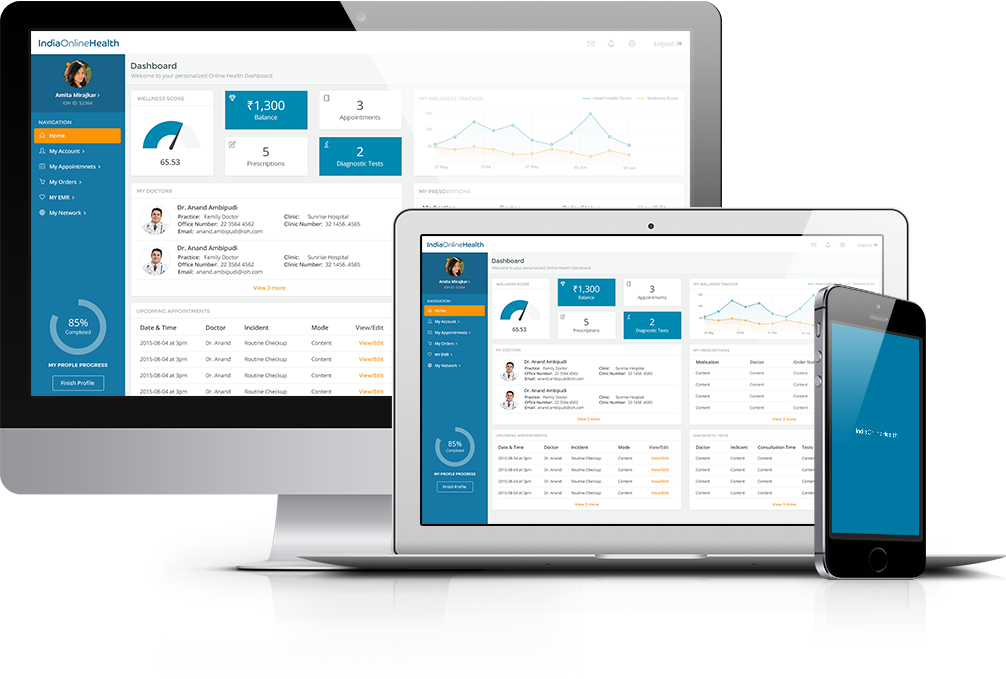 IndiaOnlineHealth
Logout
Amita Mirajkar >
IOH ID: 52364
NAVIGATION
Home
My Account >
My Appointmnets >
My Orders >
MY EMR >
My Network >
85%
Completed
MY PROFILE PROGRESS
Finish Profile
Dashboard
Welcome to your personalized Online Health Dashboard
WELLNESS SCORE
65.53
₹1,300
Balance
3
Appointments
5
Prescriptions
2
Diagnostic Tests
MY WELLNESS TRACKER
Heart Health Score Wellness Score
MY DOCTORS
Dr. Anand Ambipudi
Practice: Family Doctor Clinic: Sunrise Hospital
Office Number: 22 3564 4562 Clinic Number: 32 1456 .4565
Email: anand.ambipudi@ioh.com
Dr. Anand Ambipudi
Practice: Family Doctor Clinic: Sunrise Hospital
Office Number: 22 3564 4562 Clinic Number: 32 1456 .4565
Email: anand.ambipudi@ioh.com
View 3 more
MY PRESCRIPTIONS
UPCOMING APPOINTMENTS
Date & Time Doctor Incident Mode View/Edit
2015-08-04 at 3pm Dr. Anand Routine Checkup Content View/Edit
2015-08-04 at 3pm Dr. Anand Routine Checkup Content View/Edit
2015-08-04 at 3pm Dr. Anand Routine Checkup Content View/Edit
2015-08-04 at 3pm Dr. Anand Routine Checkup Content View/Edit
IndiaOnlineHealth
Logout
Amita Mirajkar >
IOH ID: 52364
NAVIGATION
Home
My Account >
My Appointmnets >
My Orders >
MY EMR >
My Network >
85%
Completed
MY PROFILE PROGRESS
Finish Profile
Dashboard
Welcome to your personalized Online Health Dashboard
WELLNESS SCORE
65.53
₹1,300
Balance
3
Appointments
5
Prescriptions
2
Diagnostic Tests
MY WELLNESS TRACKER
MY DOCTORS
Dr. Anand Ambipudi
Practice: Family Doctor Clinic: Sunrise Hospital
Office Number: 22 3564 4562 Clinic Number: 32 1456 .4565
Email: anand.ambipudi@ioh.com
Dr. Anand Ambipudi
Practice: Family Doctor Clinic: Sunrise Hospital
Office Number: 22 3564 4562 Clinic Number: 32 1456 .4565
Email: anand.ambipudi@ioh.com
View 3 more
MY PRESCRIPTIONS
Medication Doctor Order
Content Content Content
Content Content Content
Content Content Content
Content Content Content
View 3 more
UPCOMING APPOINTMENTS
Date & Time Doctor Incident Mode View/Edit
2015-08-04 at 3pm Dr. Anand Routine Checkup Content View/Edit
2015-08-04 at 3pm Dr. Anand Routine Checkup Content View/Edit
2015-08-04 at 3pm Dr. Anand Routine Checkup Content View/Edit
2015-08-04 at 3pm Dr. Anand Routine Checkup Content View/Edit
View 3 more
DIAGNOSTIC TESTS
Doctor Indicent Consultation Time Tests
Content Content Content
Content Content Content
Content Content Content
Content Content Content
View 3 more
IndiaOnlineHealth